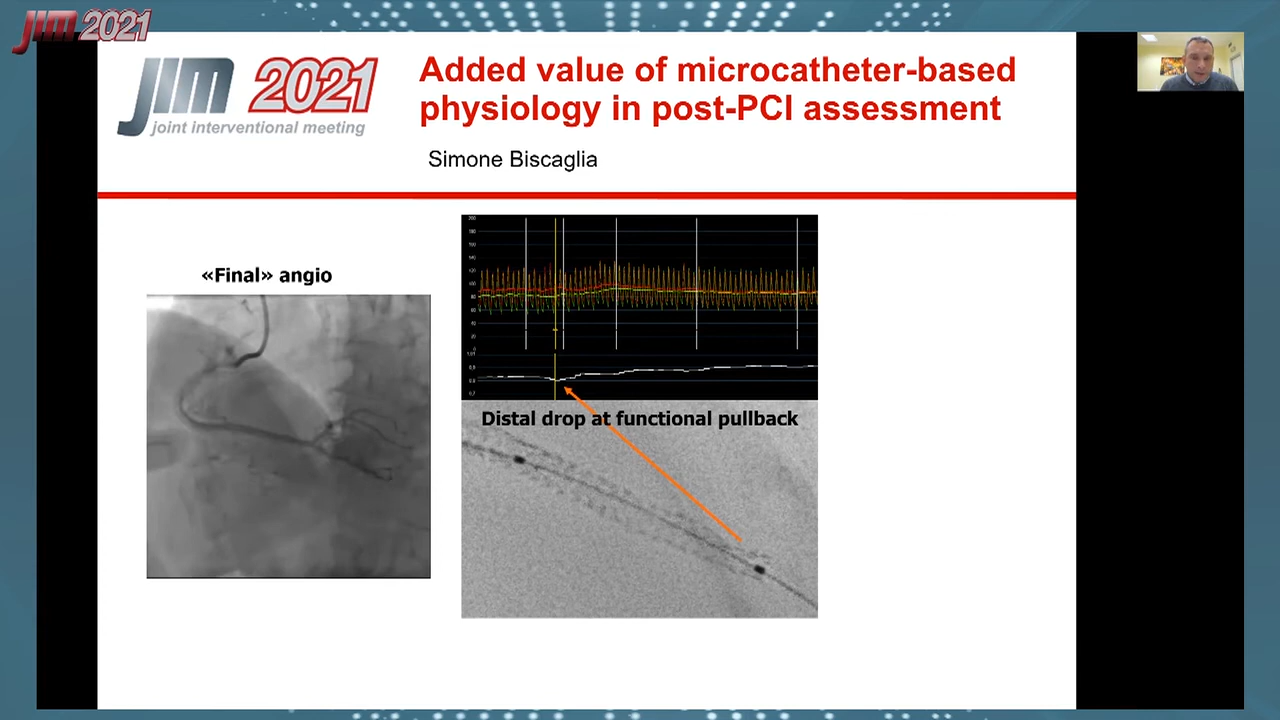 JIM 2021
JIM 2021
joint interventional meeting
Added value of microcatheter-based
physiology in post-PCI assessment
Simone Biscaglia
«Final» angio
Distal drop at functional pullback